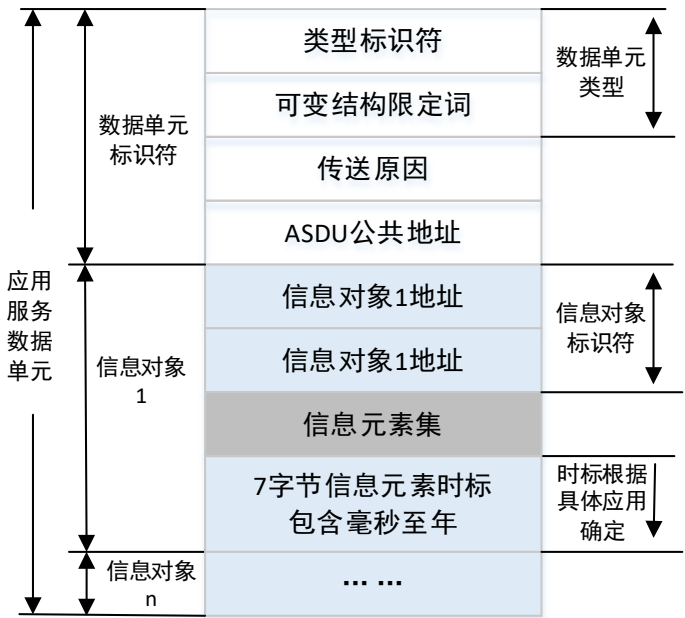 类型标识符
可变结构限定词
传送原因
ASDU公共地址
信息对象1地址
信息对象1地址
信息元素集
7字节信息元素时标
包含毫秒至年
... ...
应用
服务
数据
单元
数据单元
标识符
信息对象
1
信息对象
n
数据单元
类型
信息对象
标识符
时标根据
具体应用
确定